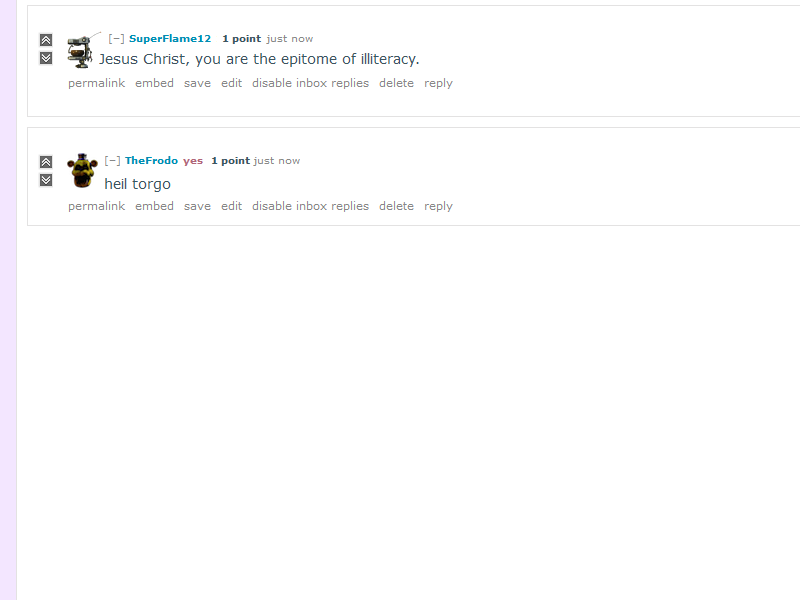 [–] SuperFlame12 1 point just now
Jesus Christ, you are the epitome of illiteracy.
permalink embed save edit disable inbox replies delete reply
[–] TheFrodo yes 1 point just now
heil torgo
permalink embed save edit disable inbox replies delete reply